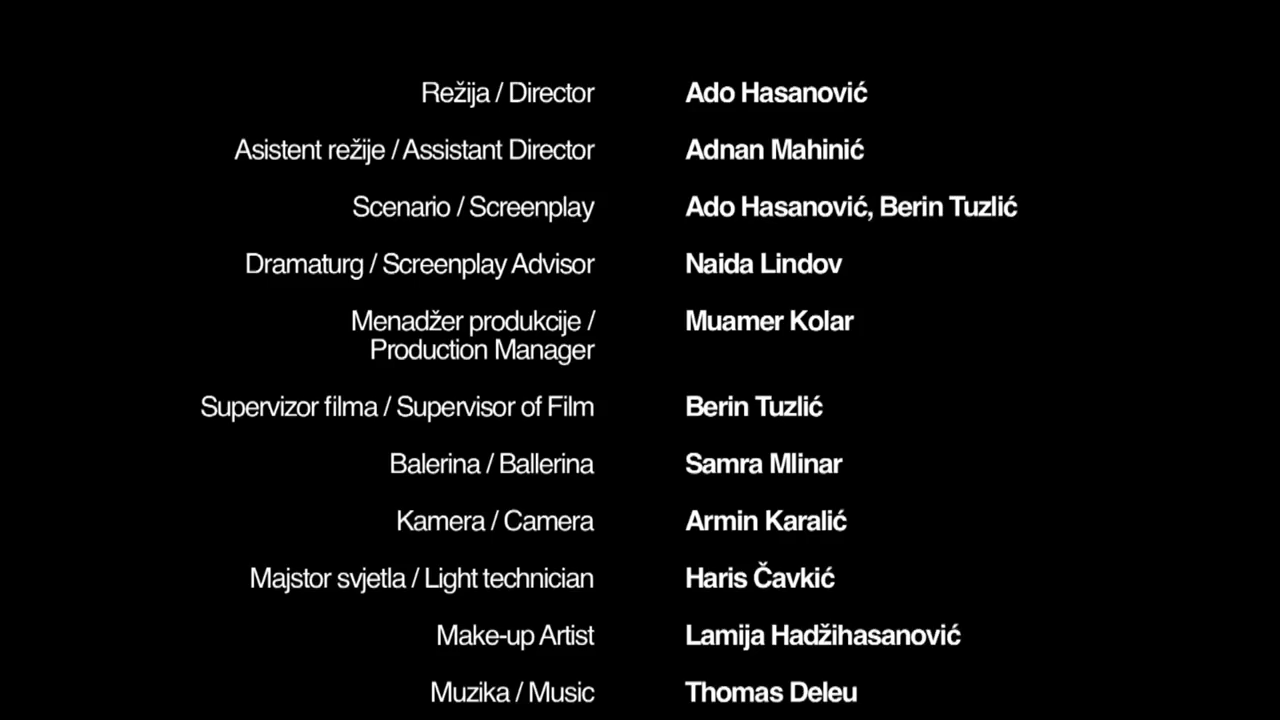 Režija / Director Ado Hasanović
Asistent režije / Assistant Director Adnan Mahinić
Scenario / Screenplay Ado Hasanović, Berin Tuzlić
Dramaturg / Screenplay Advisor Naida Lindov
Menadžer produkcije / Muamer Kolar
Production Manager
Supervizor filma / Supervisor of Film Berin Tuzlić
Balerina / Ballerina Samra Mlinar
Kamera / Camera Armin Karalić
Majstor svjetla / Light technician Haris Čavkić
Make-up Artist Lamija Hadžihasanović
Muzika / Music Thomas Deleu